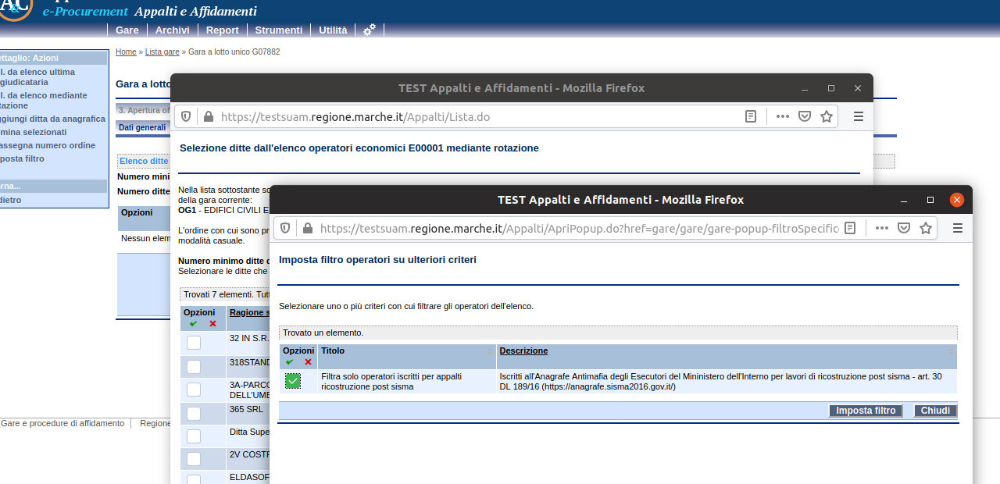 A&C
e-Procurement Appalti e Affidamenti
Gare Archivi Report Strumenti Utilità
Home » Lista gare » Gara a lotto unico G07882
ettaglio: Azioni
l. da elenco ultima
giudicataria
l. da elenco mediante
tazione
ggiungi ditta da anagrafica
mina selezionati
assegna numero ordine
posta filtro
rna...
dietro
Gara a lotto
3. Apertura of
Dati generali
Elenco ditte
Numero mini
Numero ditte
Opzioni
Nessun elem
Gare e procedure di affidamento
Regione
TEST Appalti e Affidamenti - Mozilla Firefox
https://testsuam.regione.marche.it/Appalti/Lista.do
Selezione ditte dall'elenco operatori economici E00001 mediante rotazione
Nella lista sottostante so
della gara corrente:
OG1 - EDIFICI CIVILI E
L'ordine con cui sono pr
modalità casuale.
Numero minimo ditte
Selezionare le ditte che
Trovati 7 elementi. Tutt
Opzioni
Ragione s
32 IN S.R.
318STAND
3A-PARCO
DELL'UMB
365 SRL
Ditta Supe
2V COSTR
ELDASOF
TEST Appalti e Affidamenti - Mozilla Firefox
https://testsuam.regione.marche.it/Appalti/ApriPopup.do?href=gare/gare/gare-popup-filtroSpecific
Imposta filtro operatori su ulteriori criteri
Selezionare uno o più criteri con cui filtrare gli operatori dell'elenco.
Trovato un elemento.
Opzioni Titolo Descrizione
Filtra solo operatori iscritti per appalti
ricostruzione post sisma
Iscritti all'Anagrafe Antimafia degli Esecutori del Mininistero dell'Interno per lavori di ricostruzione post sisma - art. 30
DL 189/16 (https://anagrafe.sisma2016.gov.it/)
Imposta filtro Chiudi